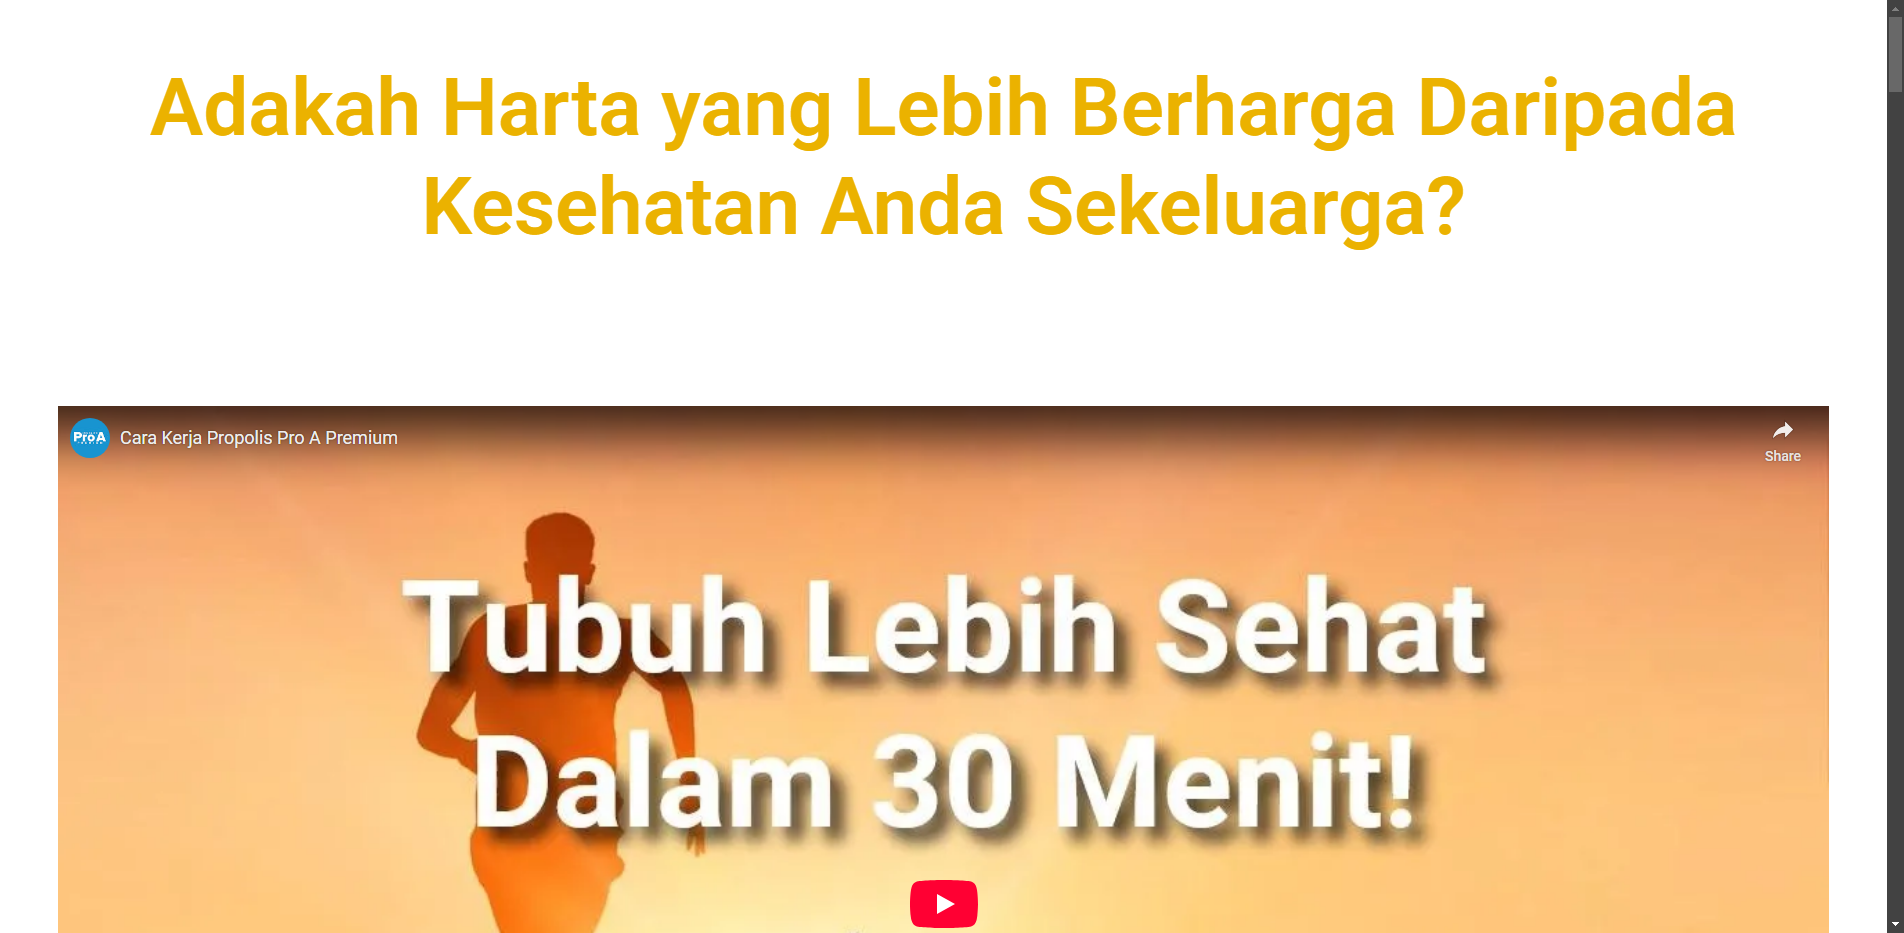 Adakah Harta yang Lebih Berharga Daripada
Kesehatan Anda Sekeluarga?
ProA
Cara Kerja Propolis Pro A Premium
Share
Tubuh Lebih Sehat
Dalam 30 Menit!